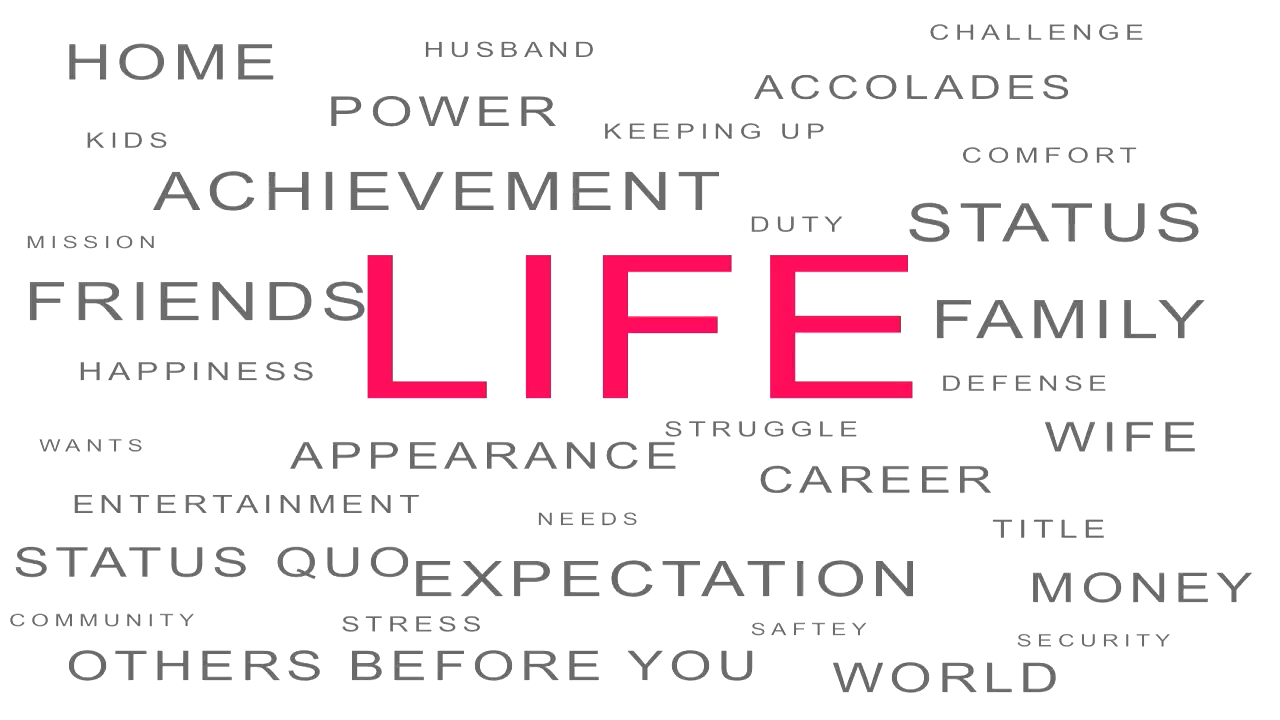 CHALLENGE
HOME
HUSBAND
ACCOLADES
POWER
KEEPING UP
KIDS
COMFORT
ACHIEVEMENT
DUTY
STATUS
MISSION
FRIENDS
LIFE
FAMILY
HAPPINESS
DEFENSE
STRUGGLE
WIFE
WANTS
APPEARANCE
CAREER
ENTERTAINMENT
NEEDS
TITLE
STATUS QUO
EXPECTATION
MONEY
COMMUNITY
STRESS
SAFTEY
SECURITY
OTHERS BEFORE YOU
WORLD